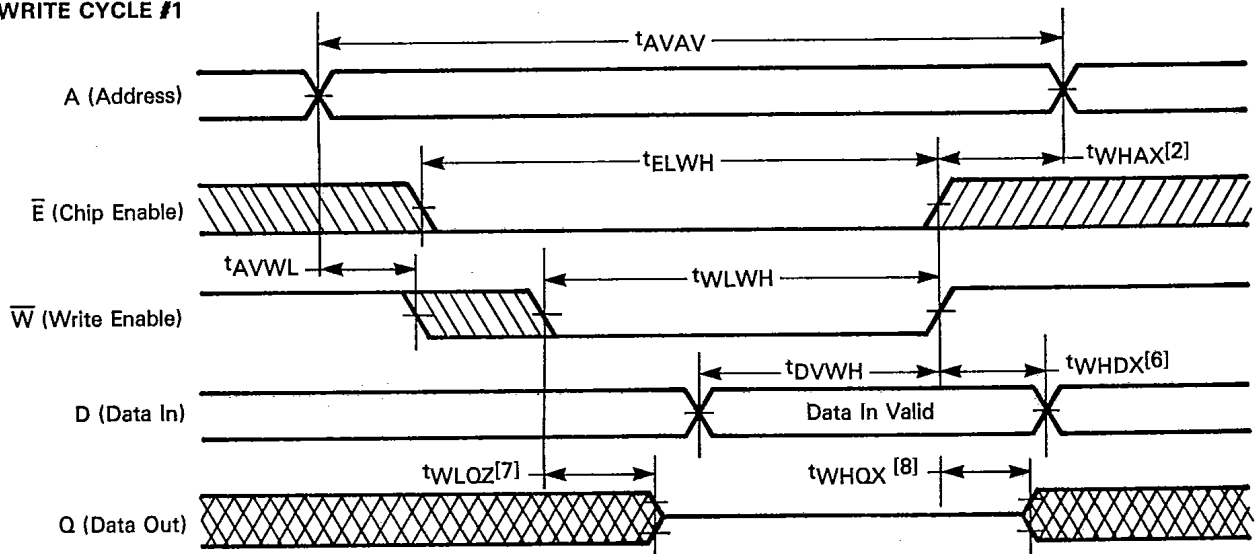 WRITE CYCLE #1
tAVAV
A (Address)
tELWH
tWHAX[2]
E̅ (Chip Enable)
tAVWL
tWLWH
W̅ (Write Enable)
tDVWH
tWHDX[6]
D (Data In)
Data In Valid
tWLQZ[7]
tWHQX [8]
Q (Data Out)